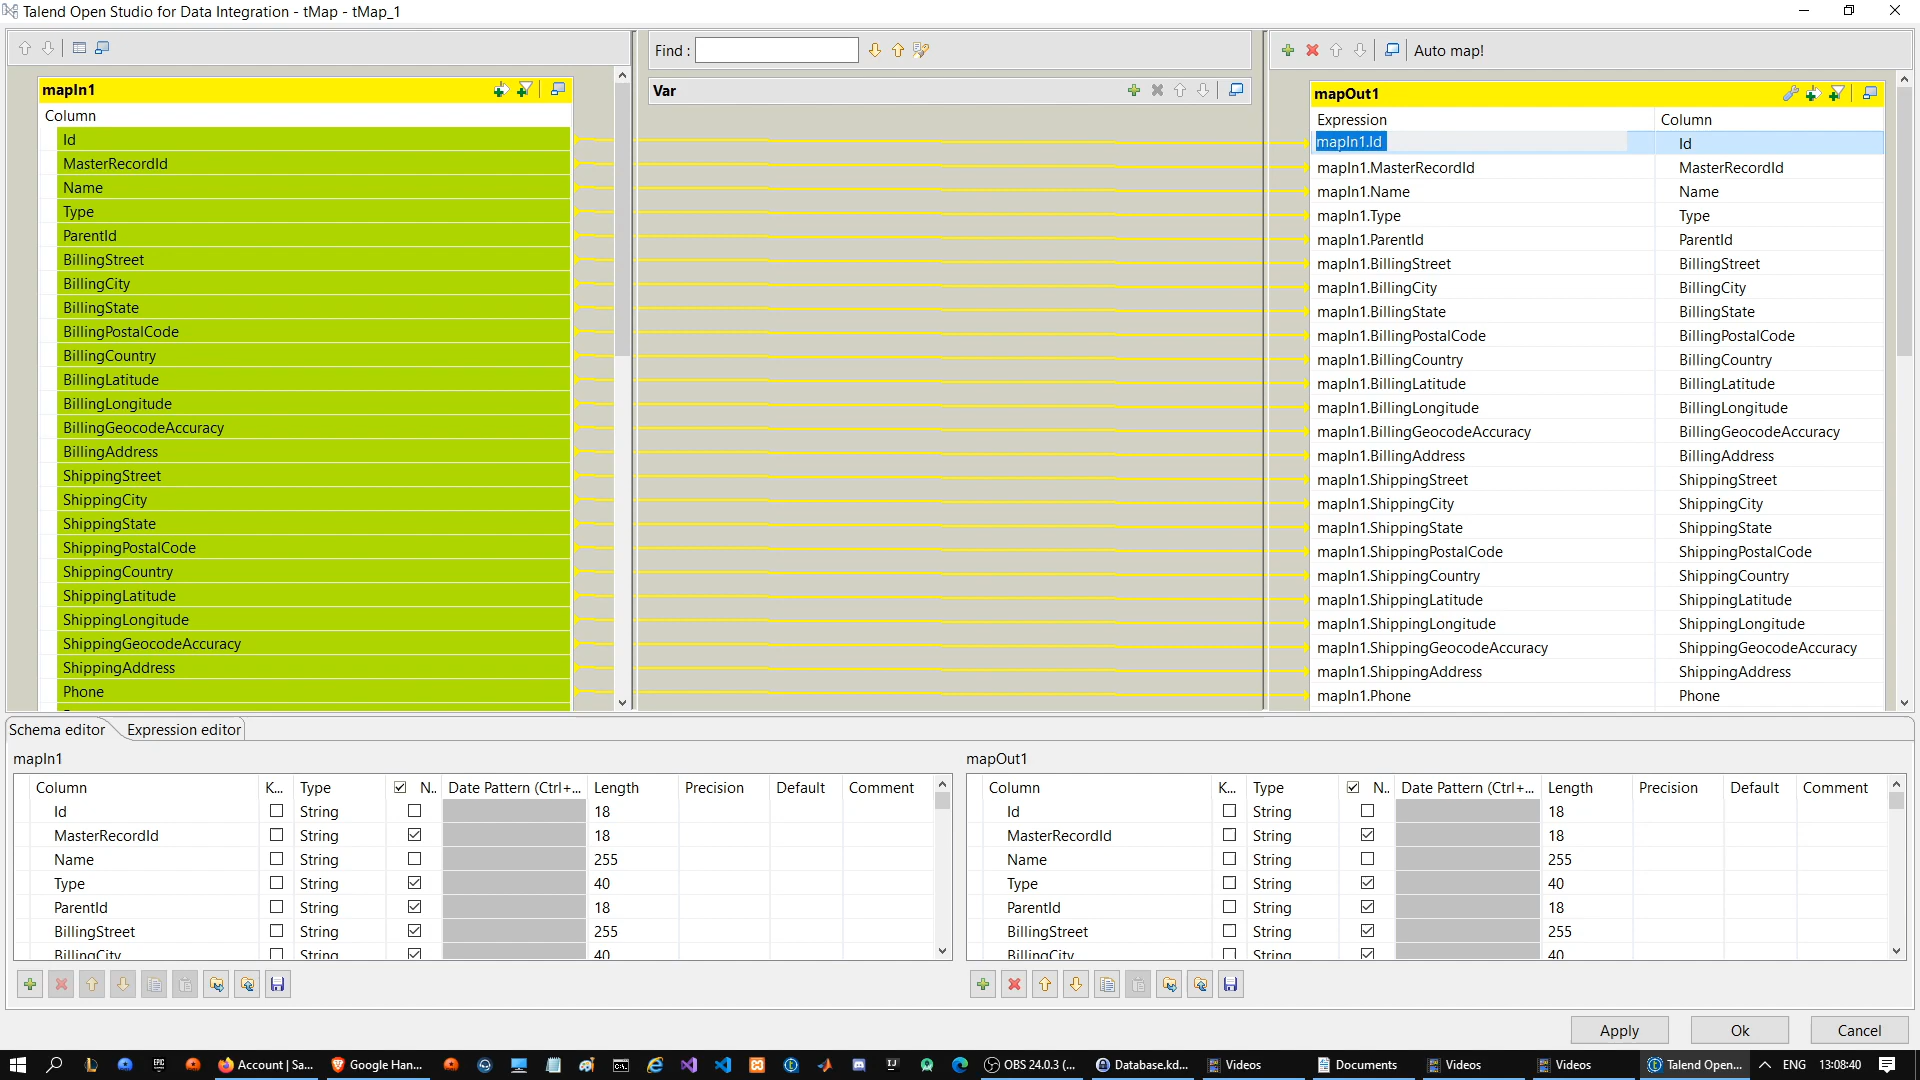 Talend Open Studio for Data Integration - tMap - tMap_1
Find :
Auto map!
mapIn1
Column
Id
MasterRecordId
Name
Type
ParentId
BillingStreet
BillingCity
BillingState
BillingPostalCode
BillingCountry
BillingLatitude
BillingLongitude
BillingGeocodeAccuracy
BillingAddress
ShippingStreet
ShippingCity
ShippingState
ShippingPostalCode
ShippingCountry
ShippingLatitude
ShippingLongitude
ShippingGeocodeAccuracy
ShippingAddress
Phone
Var
mapOut1
Expression Column
mapIn1.Id Id
mapIn1.MasterRecordId MasterRecordId
mapIn1.Name Name
mapIn1.Type Type
mapIn1.ParentId ParentId
mapIn1.BillingStreet BillingStreet
mapIn1.BillingCity BillingCity
mapIn1.BillingState BillingState
mapIn1.BillingPostalCode BillingPostalCode
mapIn1.BillingCountry BillingCountry
mapIn1.BillingLatitude BillingLatitude
mapIn1.BillingLongitude BillingLongitude
mapIn1.BillingGeocodeAccuracy BillingGeocodeAccuracy
mapIn1.BillingAddress BillingAddress
mapIn1.ShippingStreet ShippingStreet
mapIn1.ShippingCity ShippingCity
mapIn1.ShippingState ShippingState
mapIn1.ShippingPostalCode ShippingPostalCode
mapIn1.ShippingCountry ShippingCountry
mapIn1.ShippingLatitude ShippingLatitude
mapIn1.ShippingLongitude ShippingLongitude
mapIn1.ShippingGeocodeAccuracy ShippingGeocodeAccuracy
mapIn1.ShippingAddress ShippingAddress
mapIn1.Phone Phone
Schema editor Expression editor
mapIn1
Column K... Type N.. Date Pattern (Ctrl+... Length Precision Default Comment
Id String 18
MasterRecordId String 18
Name String 255
Type String 40
ParentId String 18
BillingStreet String 255
BillingCity String 40
mapOut1
Column K... Type N.. Date Pattern (Ctrl+... Length Precision Default Comment
Id String 18
MasterRecordId String 18
Name String 255
Type String 40
ParentId String 18
BillingStreet String 255
BillingCity String 40
Apply Ok Cancel
EPIC Account | Sa... Google Han... OBS 24.0.3 (... Database.kd... Videos Documents Videos Videos Talend Open... ENG 13:08:40